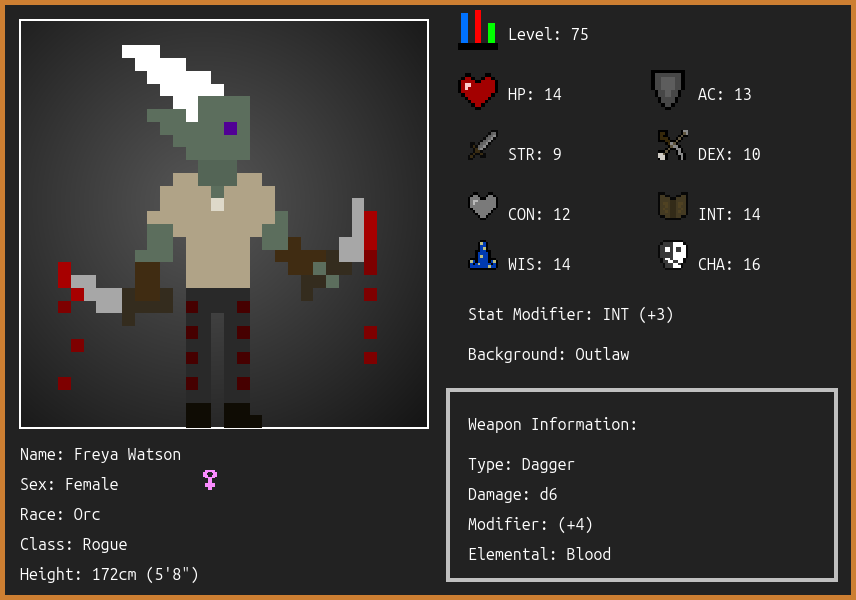 Level: 75
HP: 14
AC: 13
STR: 9
DEX: 10
CON: 12
INT: 14
WIS: 14
CHA: 16
Stat Modifier: INT (+3)
Background: Outlaw
Weapon Information:
Type: Dagger
Damage: d6
Modifier: (+4)
Elemental: Blood
Name: Freya Watson
Sex: Female
Race: Orc
Class: Rogue
Height: 172cm (5'8")